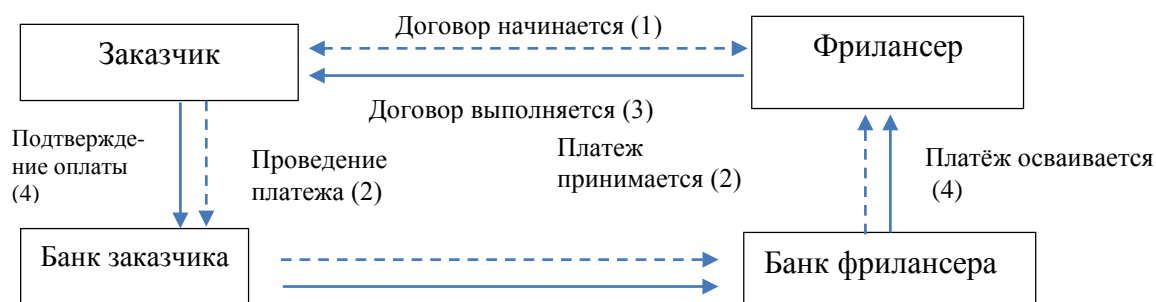 Договор начинается (1)
Заказчик
Фрилансер
Договор выполняется (3)
Подтвержде-
ние оплаты
(4)
Проведение
платежа (2)
Платеж
принимается (2)
Платёж осваивается
(4)
Банк заказчика
Банк фрилансера